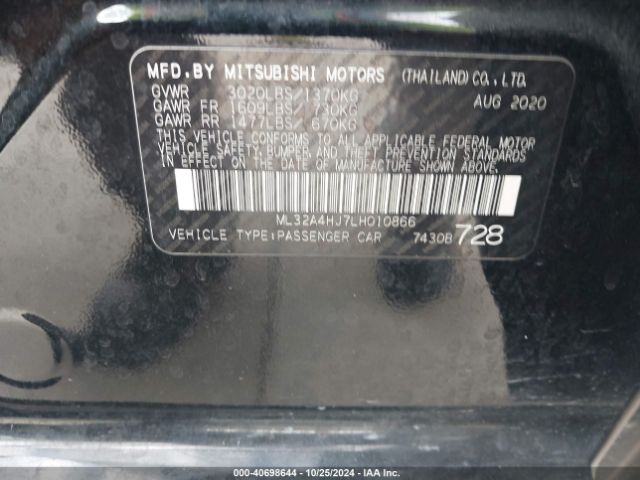 MFD. BY MITSUBISHI MOTORS (THAILAND) CO., LTD.
GVWR 3020LBS 1370KG AUG 2020
GAWR FR 1609LBS 730KG
GAWR RR 1477LBS 670KG
THIS VEHICLE CONFORMS TO ALL APPLICABLE FEDERAL MOTOR
VEHICLE SAFETY, BUMPER AND THEFT PREVENTION STANDARDS
IN EFFECT ON THE DATE OF MANUFACTURE SHOWN ABOVE.
ML32A4HJ7LH010866
VEHICLE TYPE:PASSENGER CAR 7430B 728
000-40698644 - 10/25/2024 - IAA Inc.